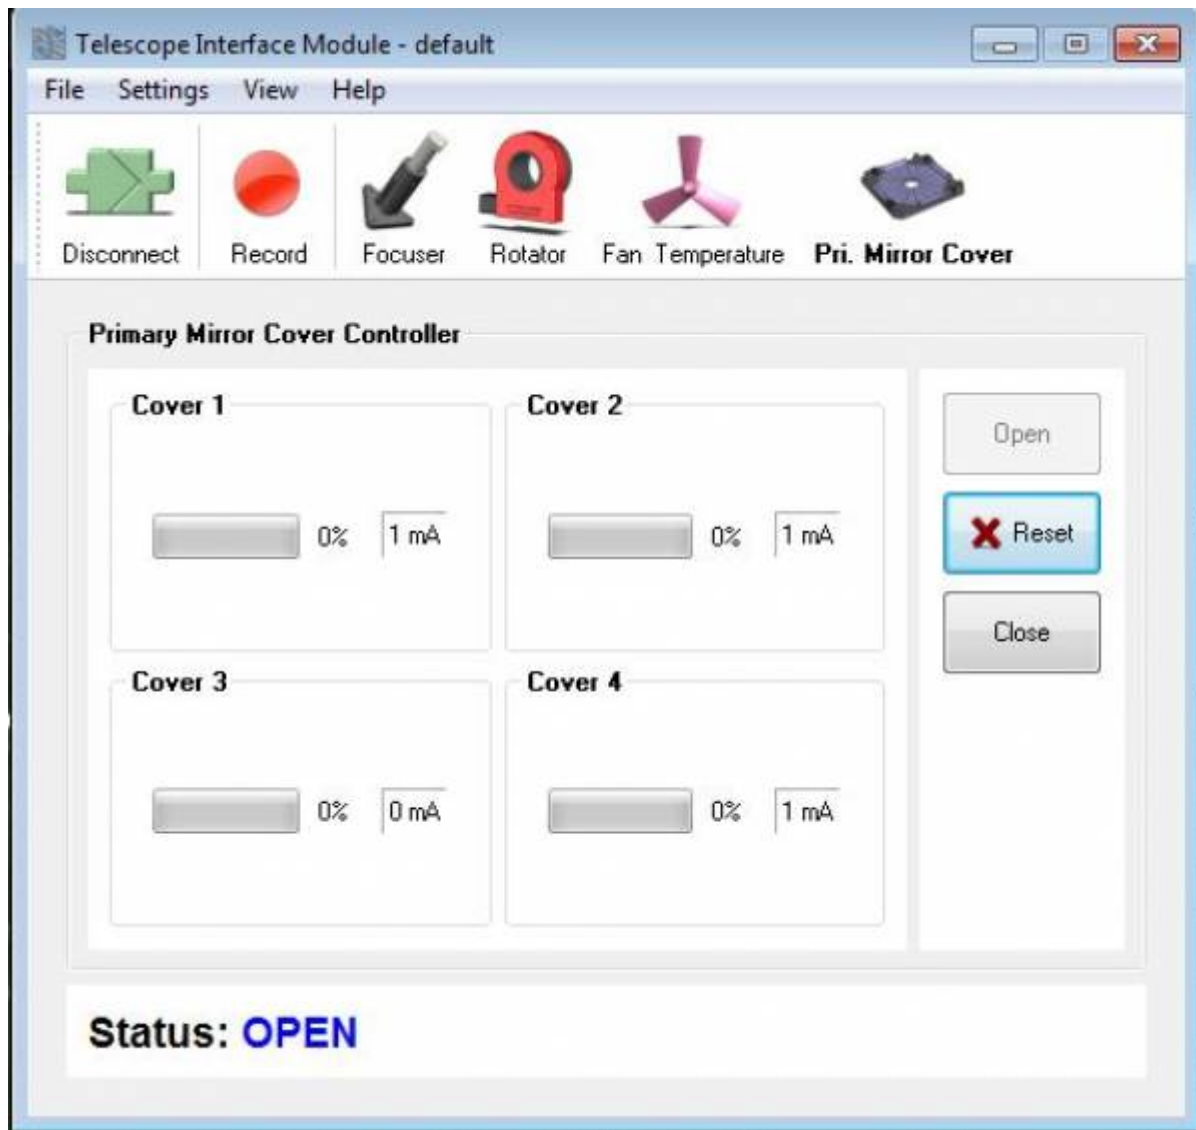 Telescope Interface Module - default
File Settings View Help
Disconnect Record Focuser Rotator Fan Temperature Pri. Mirror Cover
Primary Mirror Cover Controller
Cover 1
0% 1 mA
Cover 2
0% 1 mA
Cover 3
0% 0 mA
Cover 4
0% 1 mA
Open
Reset
Close
Status: OPEN